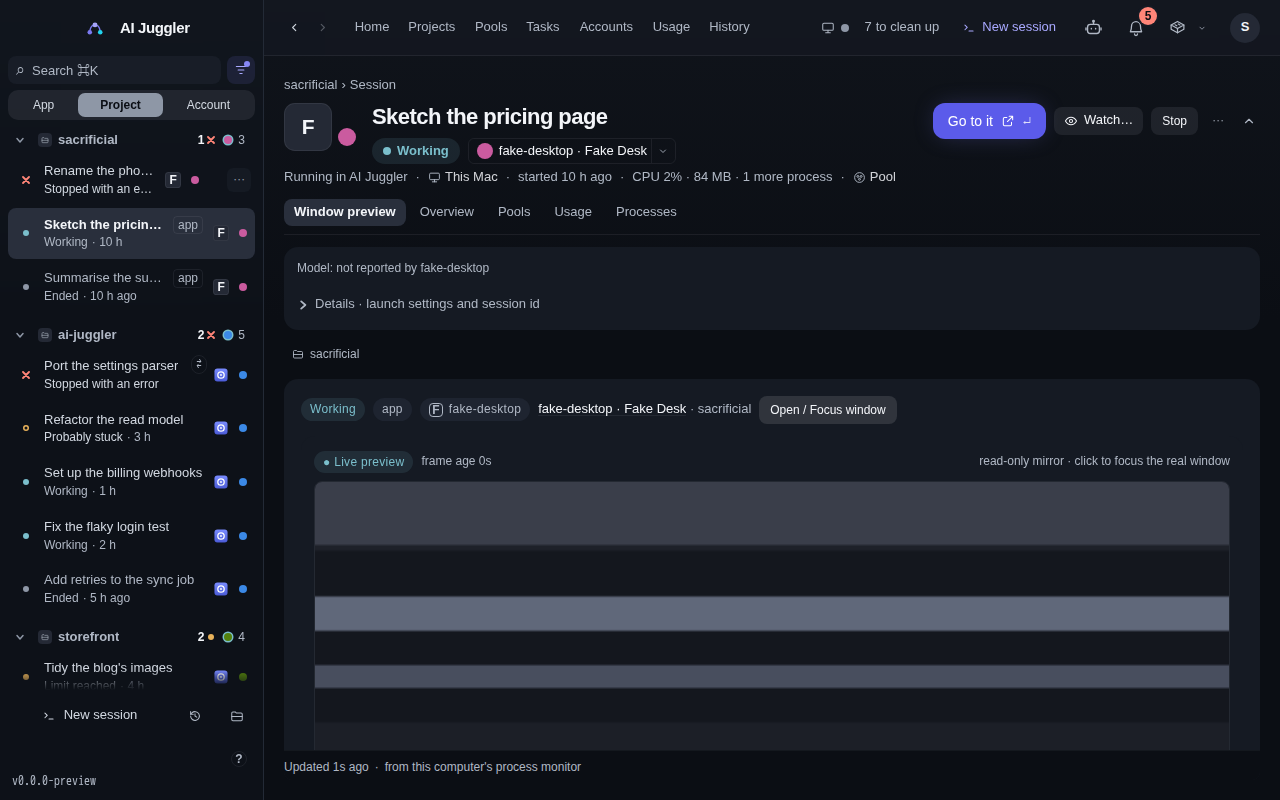 AI Juggler
Search ⌘K
App Project Account
sacrificial 1 3
Rename the pho…
Stopped with an e… F
Sketch the pricin… app
Working · 10 h F
Summarise the su… app
Ended · 10 h ago F
ai-juggler 2 5
Port the settings parser
Stopped with an error
Refactor the read model
Probably stuck · 3 h
Set up the billing webhooks
Working · 1 h
Fix the flaky login test
Working · 2 h
Add retries to the sync job
Ended · 5 h ago
storefront 2 4
Tidy the blog's images
Limit reached · 4 h
New session
?
v0.0.0-preview
Home Projects Pools Tasks Accounts Usage History
7 to clean up
New session
5
S
sacrificial › Session
F
Sketch the pricing page
Working
fake-desktop · Fake Desk
Go to it
Watch…
Stop
Running in AI Juggler · This Mac · started 10 h ago · CPU 2% · 84 MB · 1 more process · Pool
Window preview Overview Pools Usage Processes
Model: not reported by fake-desktop
Details · launch settings and session id
sacrificial
Working app F fake-desktop fake-desktop · Fake Desk · sacrificial Open / Focus window
Live preview frame age 0s read-only mirror · click to focus the real window
Updated 1s ago · from this computer's process monitor